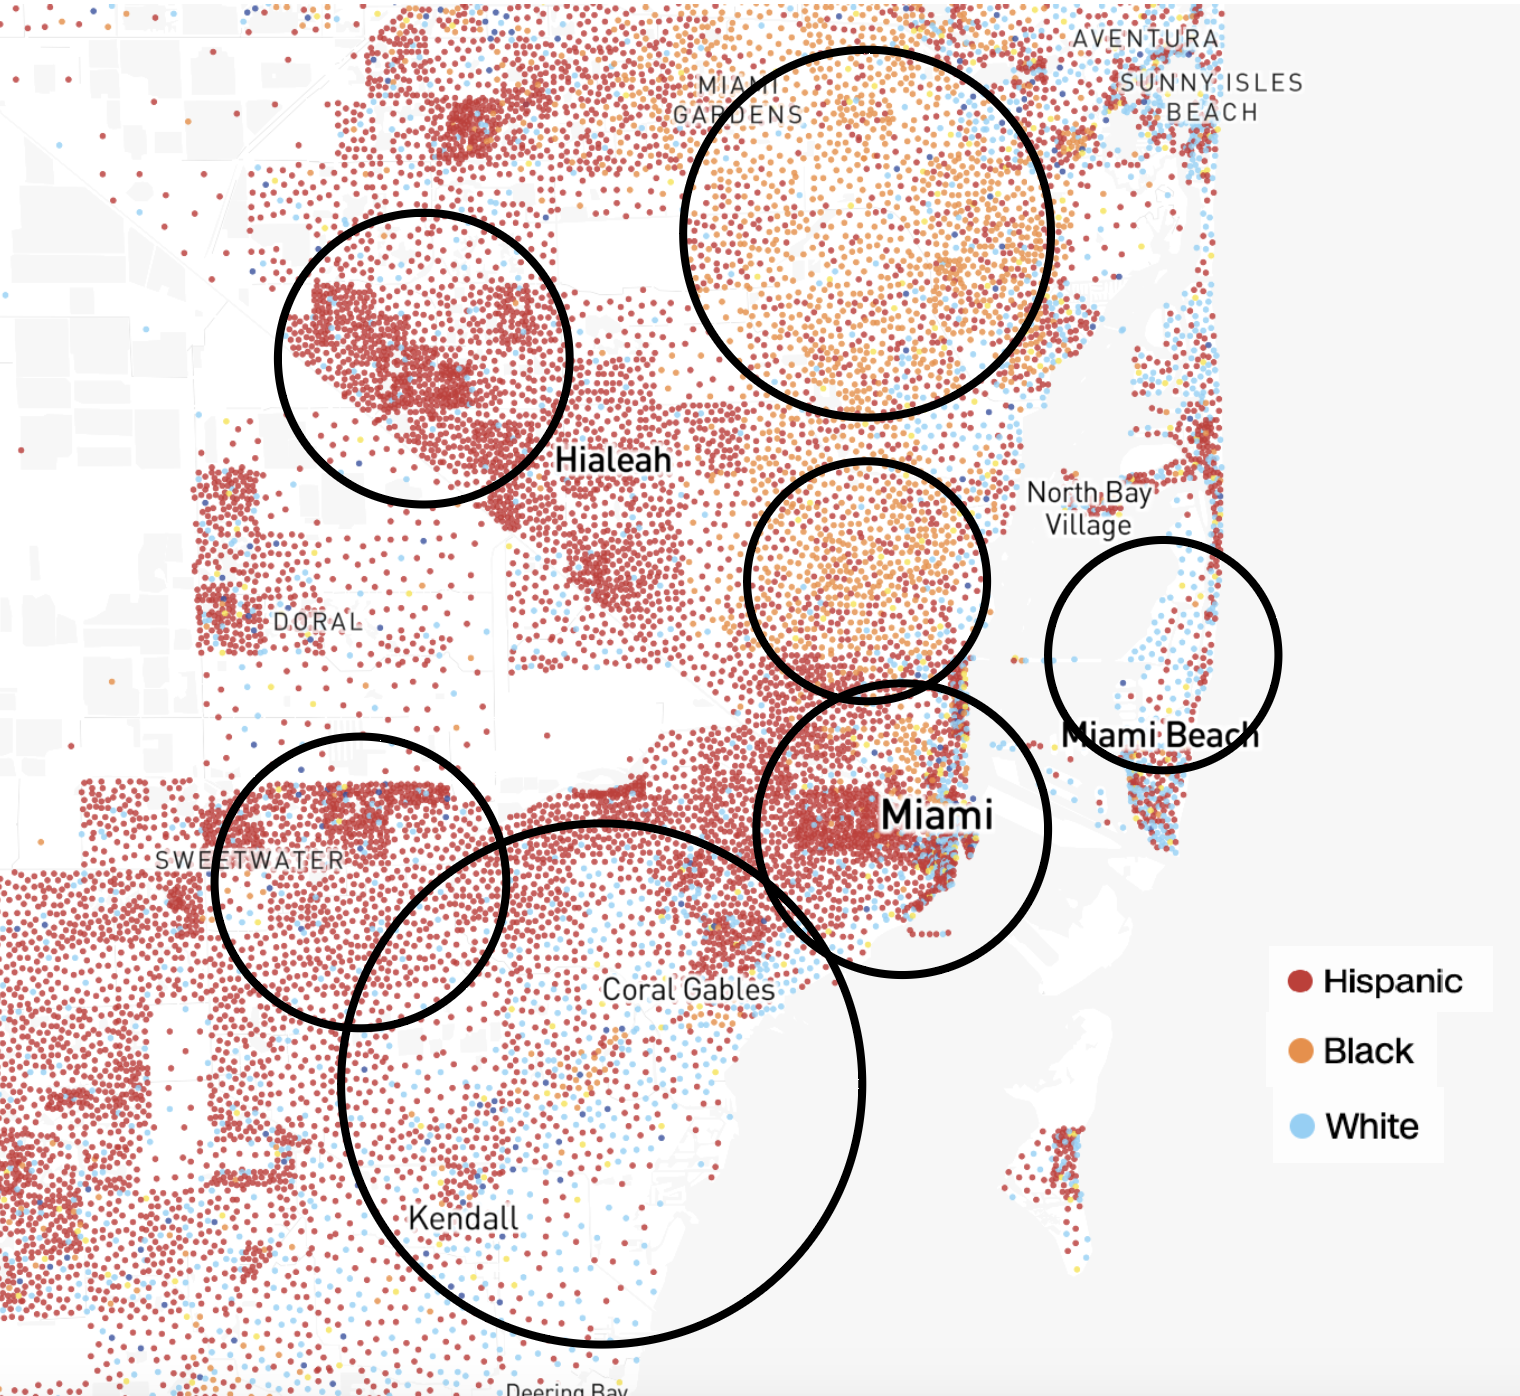 AVENTURA
SUNNY ISLES
BEACH
MIAMI
GARDENS
Hialeah
North Bay
Village
DORAL
Miami Beach
Miami
SWEETWATER
Coral Gables
Hispanic
Black
White
Kendall
Deering Bay